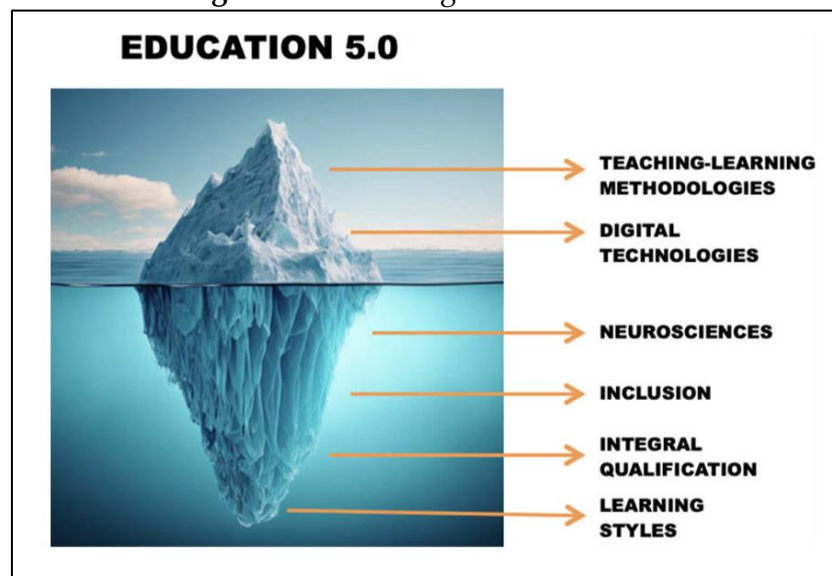 EDUCATION 5.0
TEACHING-LEARNING
METHODOLOGIES
DIGITAL
TECHNOLOGIES
NEUROSCIENCES
INCLUSION
INTEGRAL
QUALIFICATION
LEARNING
STYLES